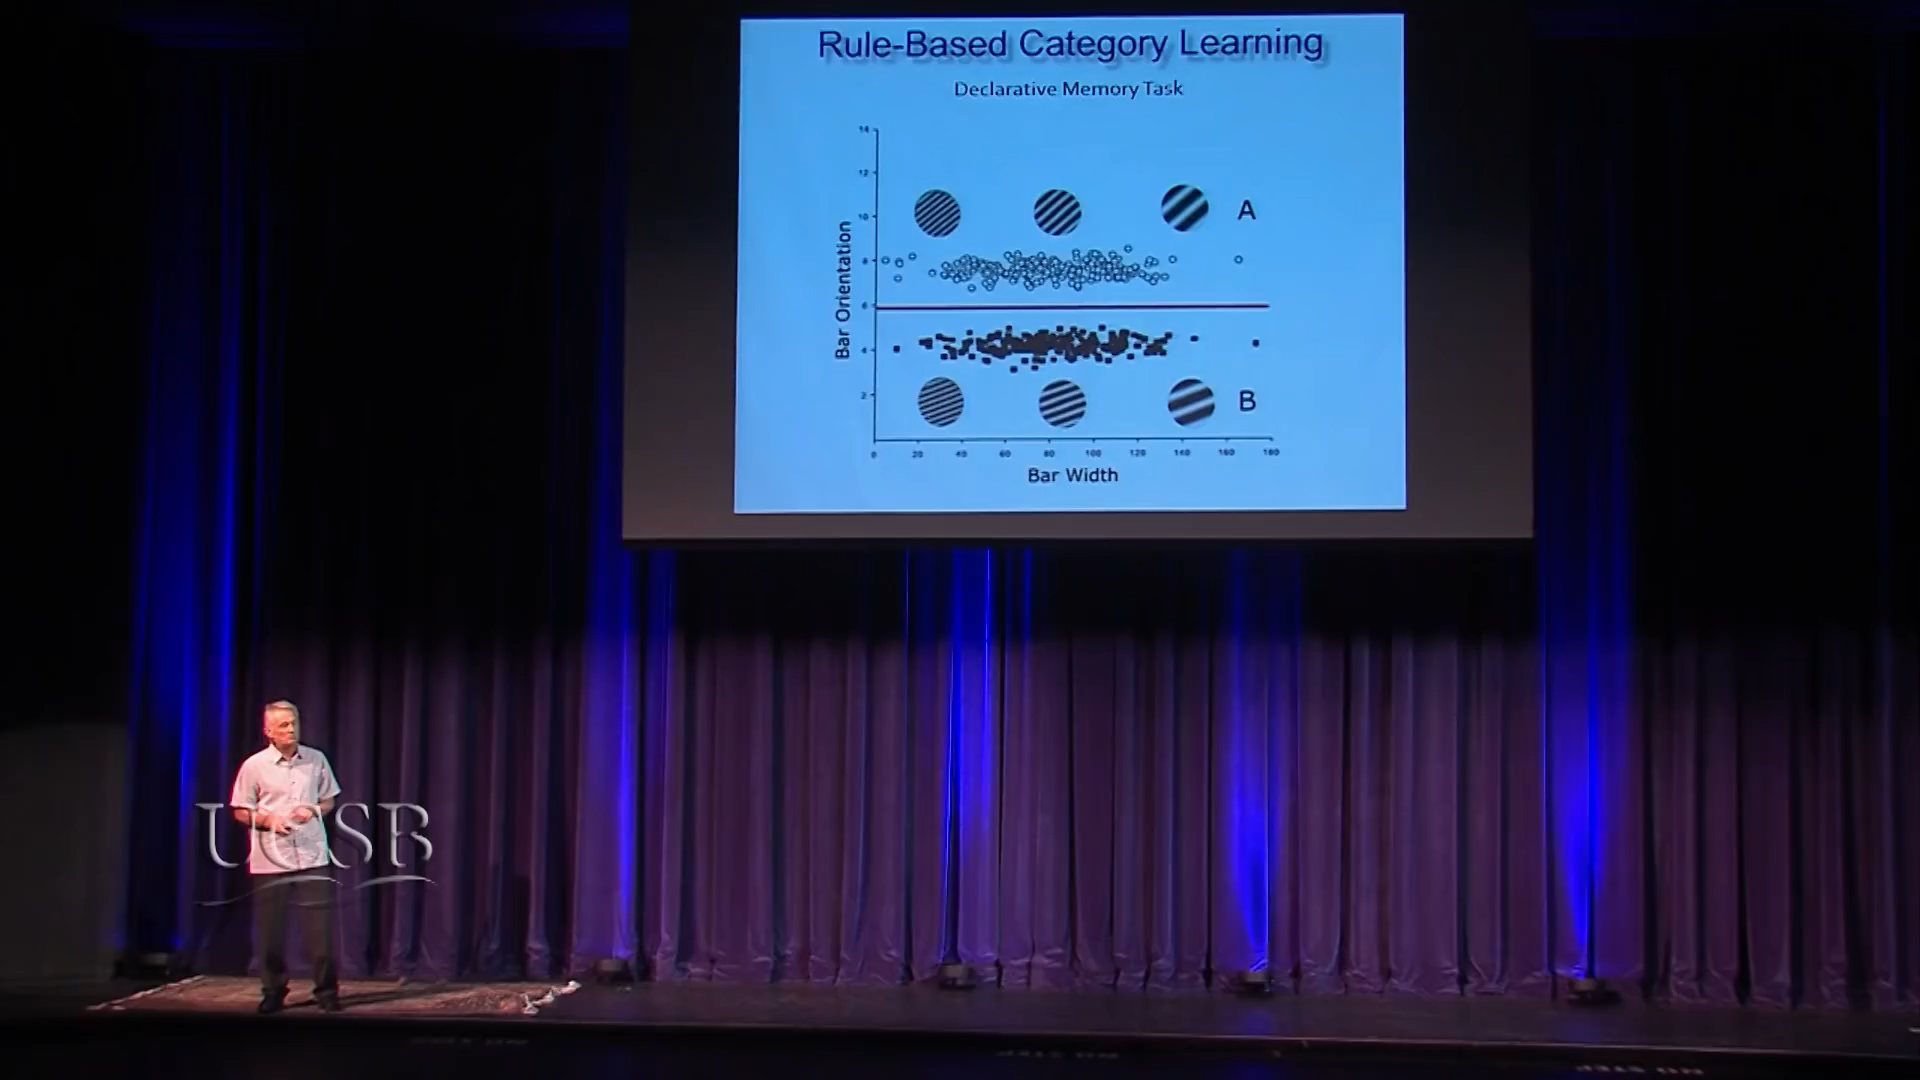 Rule-Based Category Learning
Declarative Memory Task
14
12
10
8
6
4
2
Bar Orientation
A
B
0 20 40 60 80 100 120 140 160 180
Bar Width
UCSB